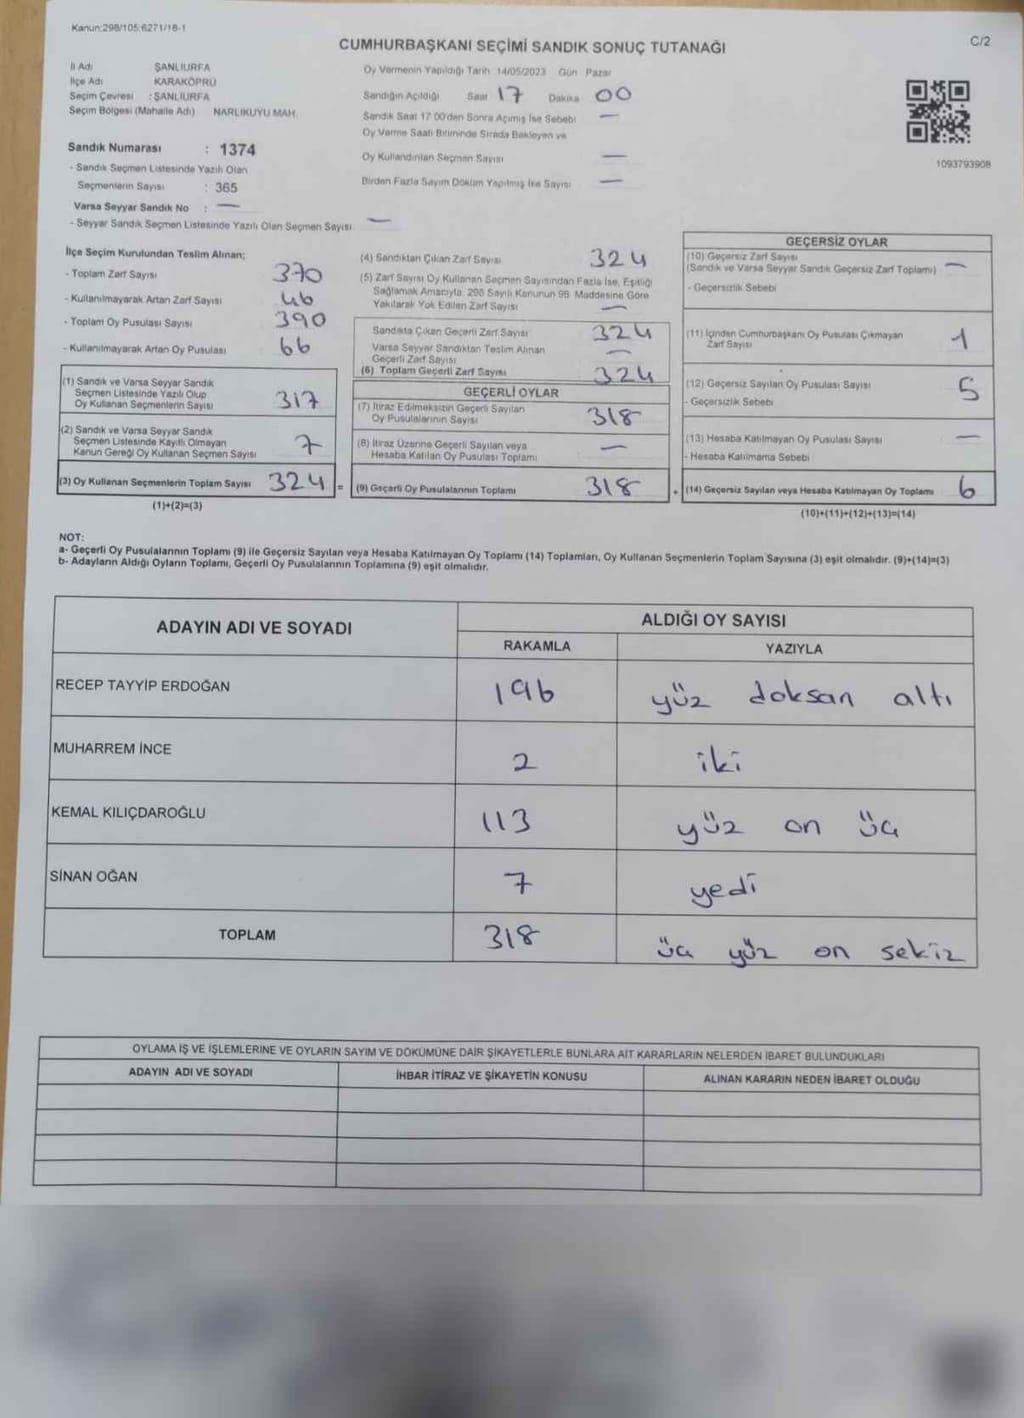 Kanun:298/105;6271/18-1
C/2
CUMHURBAŞKANI SEÇİMİ SANDIK SONUÇ TUTANAĞI
İl Adı ŞANLIURFA
İlçe Adı KARAKÖPRÜ
Seçim Çevresi : ŞANLIURFA
Seçim Bölgesi (Mahalle Adı) NARLIKUYU MAH.
Sandık Numarası : 1374
- Sandık Seçmen Listesinde Yazılı Olan
Seçmenlerin Sayısı : 365
Varsa Seyyar Sandık No : —
- Seyyar Sandık Seçmen Listesinde Yazılı Olan Seçmen Sayısı —
Oy Vermenin Yapıldığı Tarih 14/05/2023 Gün Pazar
Sandığın Açıldığı Saat 17 Dakika 00
Sandık Saat 17:00'den Sonra Açımış İse Sebebi —
Oy Verme Saati Bitiminde Sırada Bekleyen ve
Oy Kullandırılan Seçmen Sayısı —
Birden Fazla Sayım Döküm Yapılmış İse Sayısı —
1093793908
İlçe Seçim Kurulundan Teslim Alınan;
- Toplam Zarf Sayısı 370
- Kullanılmayarak Artan Zarf Sayısı 46
- Toplam Oy Pusulası Sayısı 390
- Kullanılmayarak Artan Oy Pusulası 66
(1) Sandık ve Varsa Seyyar Sandık
Seçmen Listesinde Yazılı Olup
Oy Kullanan Seçmenlerin Sayısı 317
(2) Sandık ve Varsa Seyyar Sandık
Seçmen Listesinde Kayıtlı Olmayan
Kanun Gereği Oy Kullanan Seçmen Sayısı 7
(3) Oy Kullanan Seçmenlerin Toplam Sayısı 324 =
(1)+(2)=(3)
(4) Sandıktan Çıkan Zarf Sayısı 324
(5) Zarf Sayısı Oy Kullanan Seçmen Sayısından Fazla İse, Eşitliği
Sağlamak Amacıyla, 298 Sayılı Kanunun 98. Maddesine Göre
Yakılarak Yok Edilen Zarf Sayısı —
Sandıkta Çıkan Geçerli Zarf Sayısı 324
Varsa Seyyar Sandıktan Teslim Alınan
Geçerli Zarf Sayısı —
(6) Toplam Geçerli Zarf Sayısı 324
GEÇERLİ OYLAR
(7) İtiraz Edilmeksizin Geçerli Sayılan
Oy Pusulalarının Sayısı 318
(8) İtiraz Üzerine Geçerli Sayılan veya
Hesaba Katılan Oy Pusulası Toplamı —
(9) Geçerli Oy Pusulalarının Toplamı 318 +
GEÇERSİZ OYLAR
(10) Geçersiz Zarf Sayısı
(Sandık ve Varsa Seyyar Sandık Geçersiz Zarf Toplamı) —
- Geçersizlik Sebebi
(11) İçinden Cumhurbaşkanı Oy Pusulası Çıkmayan
Zarf Sayısı 1
(12) Geçersiz Sayılan Oy Pusulası Sayısı 5
- Geçersizlik Sebebi
(13) Hesaba Katılmayan Oy Pusulası Sayısı —
- Hesaba Katılmama Sebebi
(14) Geçersiz Sayılan veya Hesaba Katılmayan Oy Toplamı 6
(10)+(11)+(12)+(13)=(14)
NOT:
a- Geçerli Oy Pusulalarının Toplamı (9) ile Geçersiz Sayılan veya Hesaba Katılmayan Oy Toplamı (14) Toplamları, Oy Kullanan Seçmenlerin Toplam Sayısına (3) eşit olmalıdır. (9)+(14)=(3)
b- Adayların Aldığı Oyların Toplamı, Geçerli Oy Pusulalarının Toplamına (9) eşit olmalıdır.
ADAYIN ADI VE SOYADI ALDIĞI OY SAYISI
RAKAMLA YAZIYLA
RECEP TAYYİP ERDOĞAN 196 yüz doksan altı
MUHARREM İNCE 2 iki
KEMAL KILIÇDAROĞLU 113 yüz on üç
SİNAN OĞAN 7 yedi
TOPLAM 318 üç yüz on sekiz
OYLAMA İŞ VE İŞLEMLERİNE VE OYLARIN SAYIM VE DÖKÜMÜNE DAİR ŞİKAYETLERLE BUNLARA AİT KARARLARIN NELERDEN İBARET BULUNDUKLARI
ADAYIN ADI VE SOYADI İHBAR İTİRAZ VE ŞİKAYETİN KONUSU ALINAN KARARIN NEDEN İBARET OLDUĞU